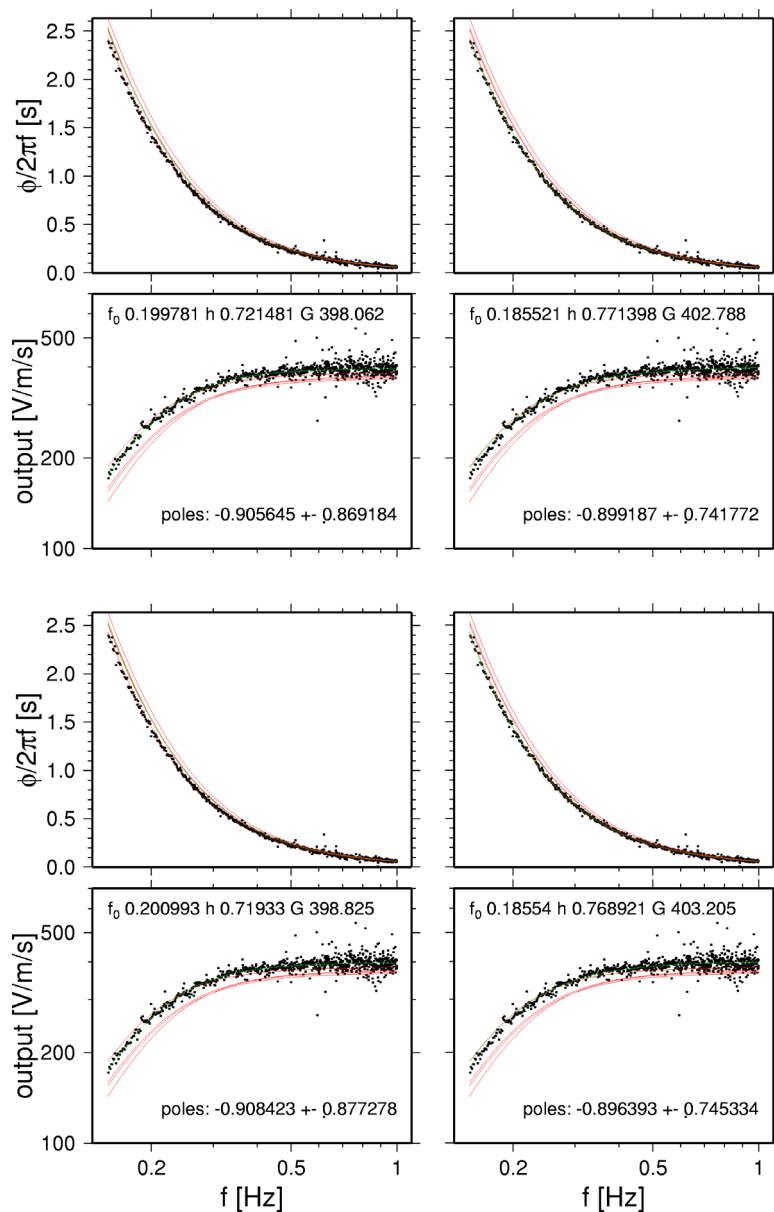 2.5
2.0
1.5
1.0
0.5
0.0
ϕ/2πf [s]
f₀ 0.199781 h 0.721481 G 398.062
f₀ 0.185521 h 0.771398 G 402.788
500
200
100
output [V/m/s]
poles: -0.905645 +- 0.869184
poles: -0.899187 +- 0.741772
2.5
2.0
1.5
1.0
0.5
0.0
ϕ/2πf [s]
f₀ 0.200993 h 0.71933 G 398.825
f₀ 0.18554 h 0.768921 G 403.205
500
200
100
output [V/m/s]
poles: -0.908423 +- 0.877278
poles: -0.896393 +- 0.745334
0.2 0.5 1
0.2 0.5 1
f [Hz]
f [Hz]